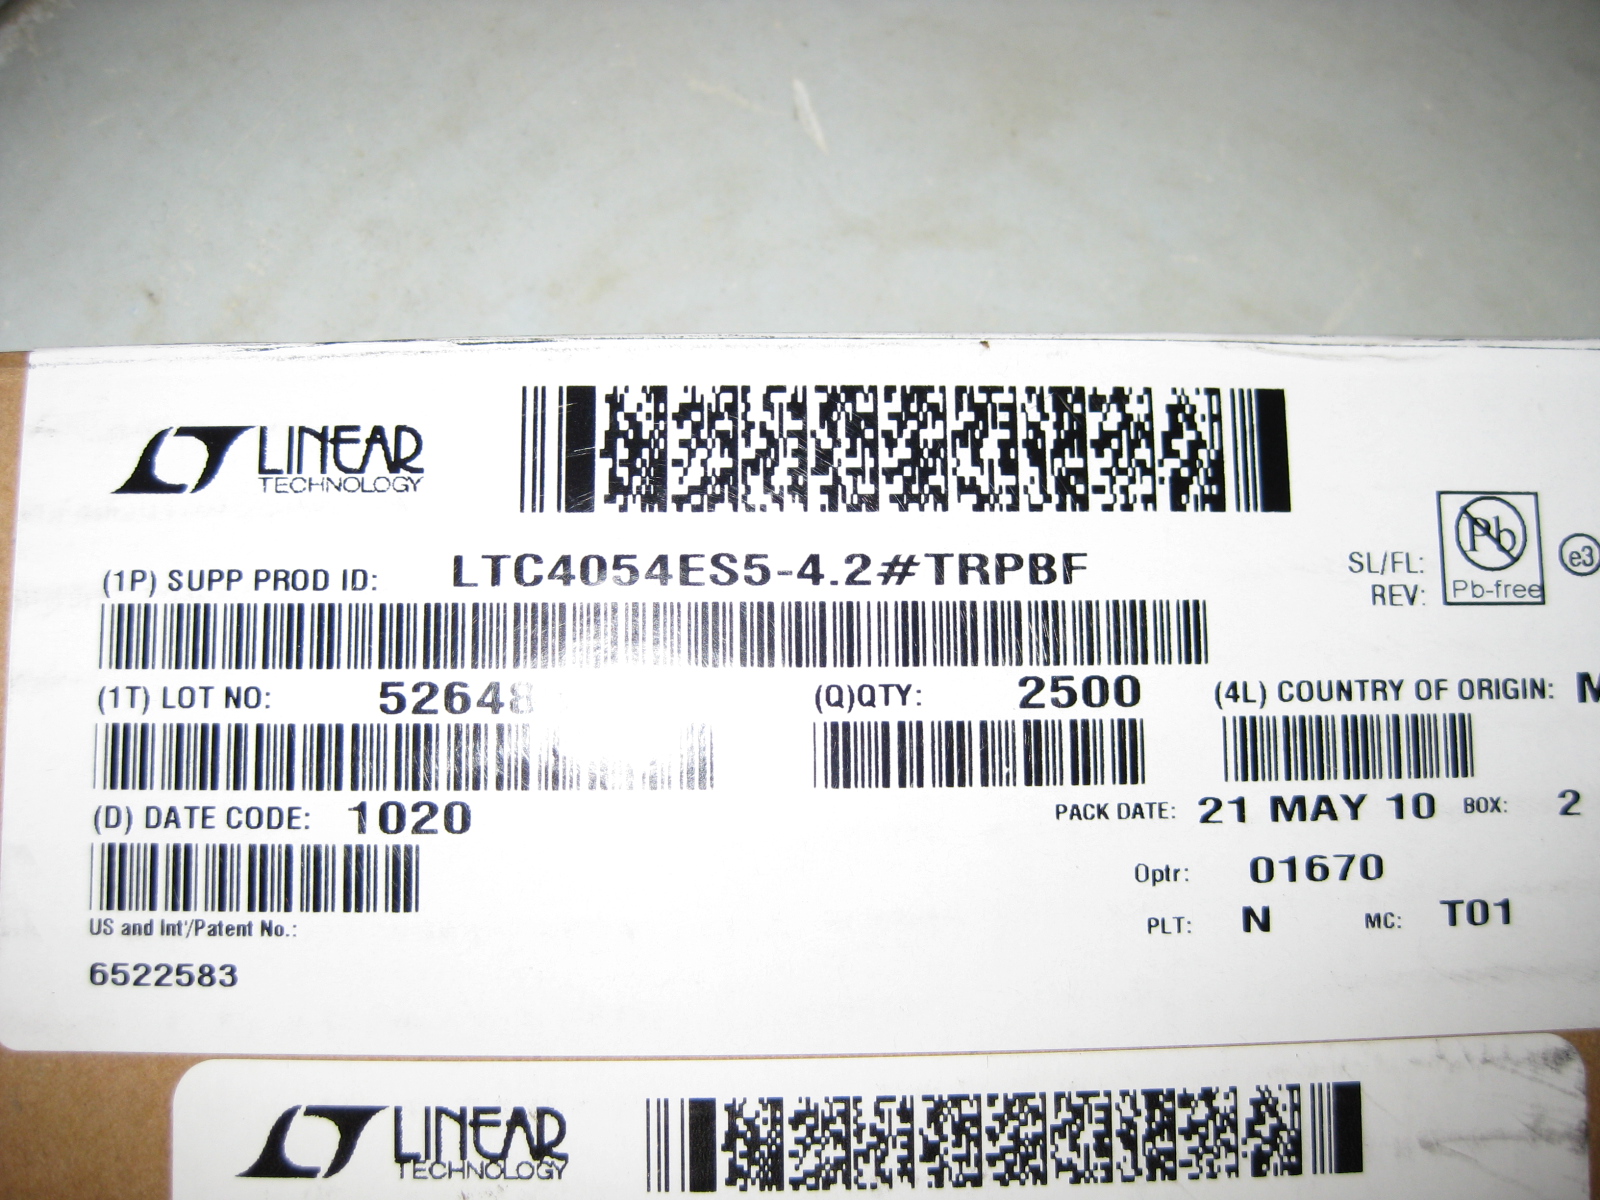 LINEAR
TECHNOLOGY
(1P) SUPP PROD ID: LTC4054ES5-4.2#TRPBF
SL/FL:
REV:
Pb
Pb-free
e3
(1T) LOT NO: 52648
(Q)QTY: 2500
(4L) COUNTRY OF ORIGIN:
(D) DATE CODE: 1020
PACK DATE: 21 MAY 10 BOX: 2
Optr: 01670
PLT: N MC: T01
US and Int'/Patent No.:
6522583
LINEAR
TECHNOLOGY